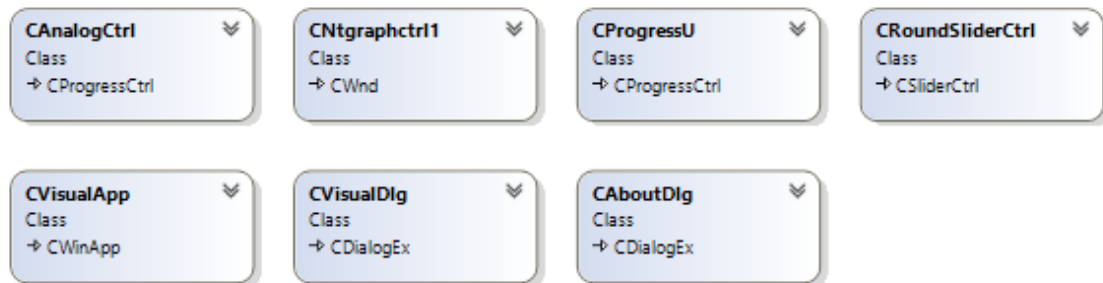 CAnalogCtrl
Class
CProgressCtrl
CNtgraphctrl1
Class
CWnd
CProgressU
Class
CProgressCtrl
CRoundSliderCtrl
Class
CSliderCtrl
CVisualApp
Class
CWinApp
CVisualDlg
Class
CDialogEx
CAboutDlg
Class
CDialogEx